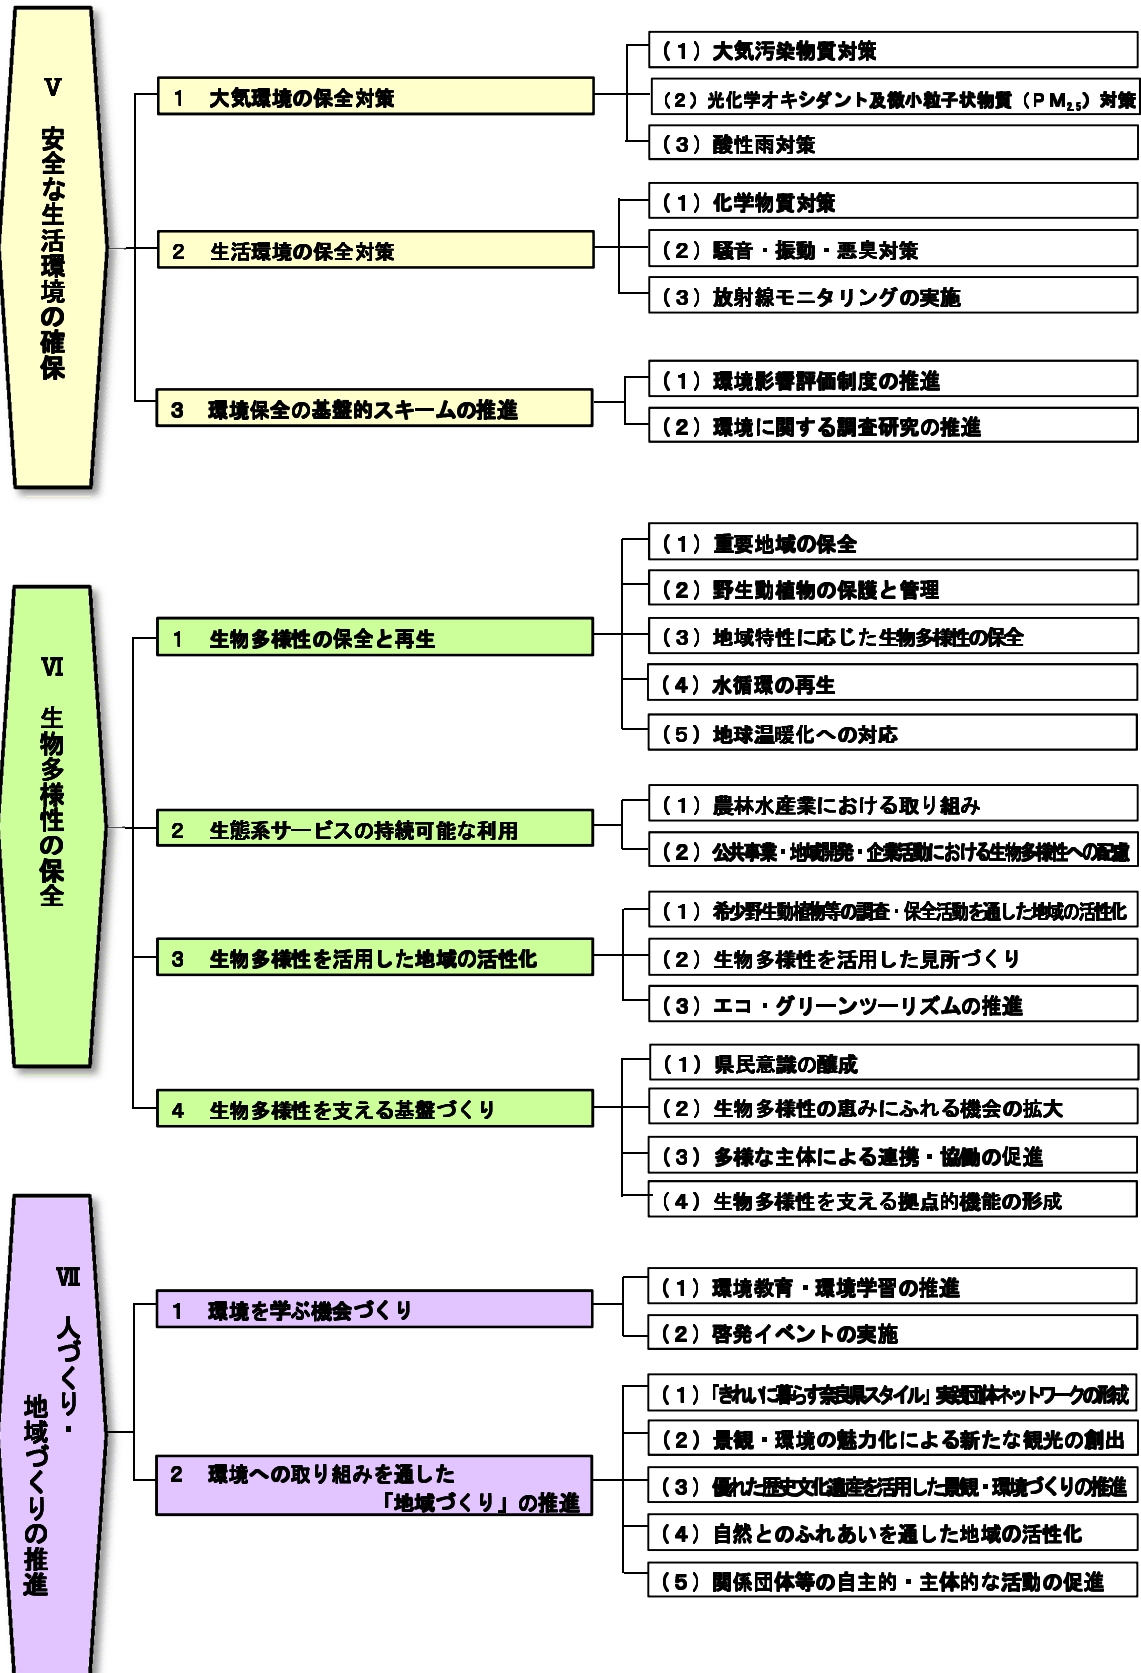 Ⅴ 安全な生活環境の確保
1 大気環境の保全対策
(1)大気汚染物質対策
(2)光化学オキシダント及微小粒子状物質(PM2.5)対策
(3)酸性雨対策
2 生活環境の保全対策
(1)化学物質対策
(2)騒音・振動・悪臭対策
(3)放射線モニタリングの実施
3 環境保全の基盤的スキームの推進
(1)環境影響評価制度の推進
(2)環境に関する調査研究の推進
Ⅵ 生物多様性の保全
1 生物多様性の保全と再生
(1)重要地域の保全
(2)野生動植物の保護と管理
(3)地域特性に応じた生物多様性の保全
(4)水循環の再生
(5)地球温暖化への対応
2 生態系サービスの持続可能な利用
(1)農林水産業における取り組み
(2)公共事業・地域開発・企業活動における生物多様性への配慮
3 生物多様性を活用した地域の活性化
(1)希少野生動植物等の調査・保全活動を通した地域の活性化
(2)生物多様性を活用した見所づくり
(3)エコ・グリーンツーリズムの推進
4 生物多様性を支える基盤づくり
(1)県民意識の醸成
(2)生物多様性の恵みにふれる機会の拡大
(3)多様な主体による連携・協働の促進
(4)生物多様性を支える拠点的機能の形成
Ⅶ 人づくり・
地域づくりの推進
1 環境を学ぶ機会づくり
(1)環境教育・環境学習の推進
(2)啓発イベントの実施
2 環境への取り組みを通した
「地域づくり」の推進
(1)「きれいに暮らす奈良県スタイル」実践団体ネットワークの形成
(2)景観・環境の魅力化による新たな観光の創出
(3)優れた歴史文化遺産を活用した景観・環境づくりの推進
(4)自然とのふれあいを通した地域の活性化
(5)関係団体等の自主的・主体的な活動の促進